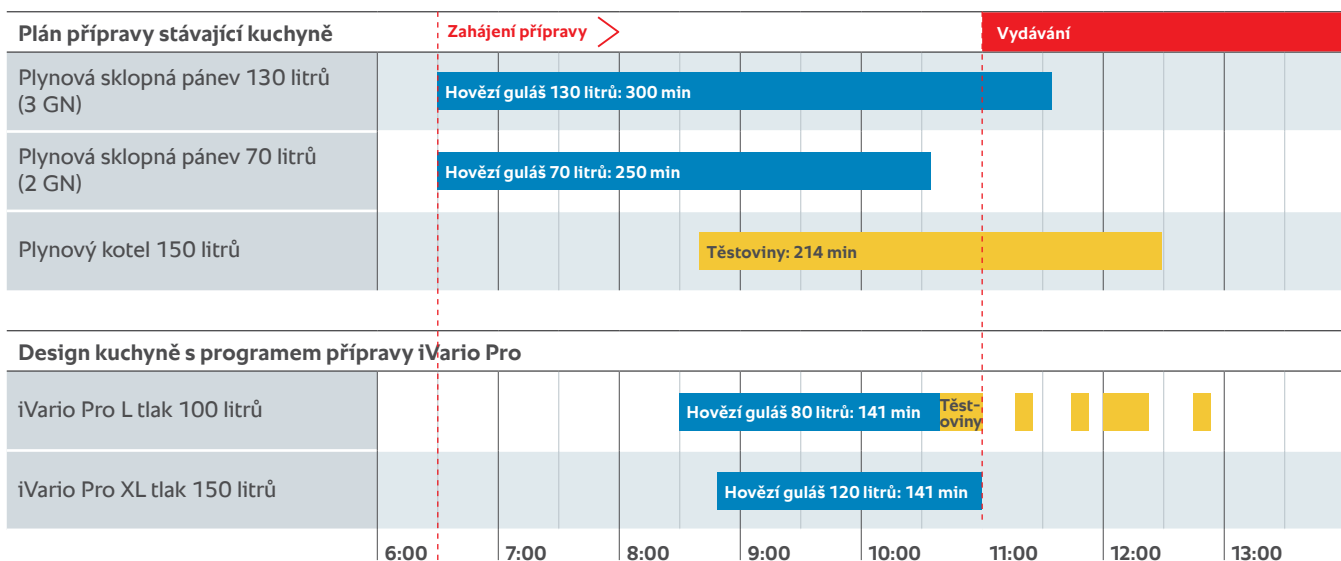 Plán přípravy stávající kuchyně
Zahájení přípravy
Vydávání
Plynová sklopná pánev 130 litrů
(3 GN)
Hovězí guláš 130 litrů: 300 min
Plynová sklopná pánev 70 litrů
(2 GN)
Hovězí guláš 70 litrů: 250 min
Plynový kotel 150 litrů
Těstoviny: 214 min
Design kuchyně s programem přípravy iVario Pro
iVario Pro L tlak 100 litrů
Hovězí guláš 80 litrů: 141 min
Těst-
oviny
iVario Pro XL tlak 150 litrů
Hovězí guláš 120 litrů: 141 min
6:00 7:00 8:00 9:00 10:00 11:00 12:00 13:00